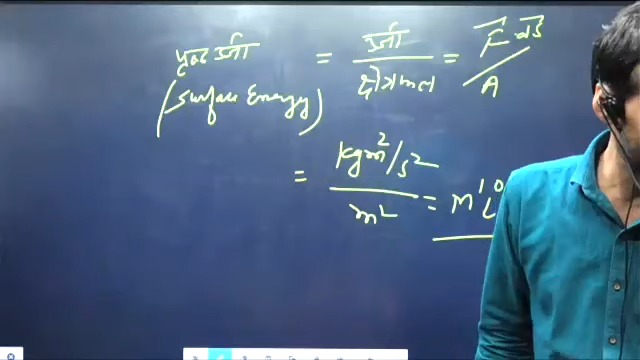 पृष्ठ ऊर्जा = ऊर्जा / क्षेत्रफल = F→ d→ / A
(Surface Energy)
= kgm²/s² / m² = M¹L⁰